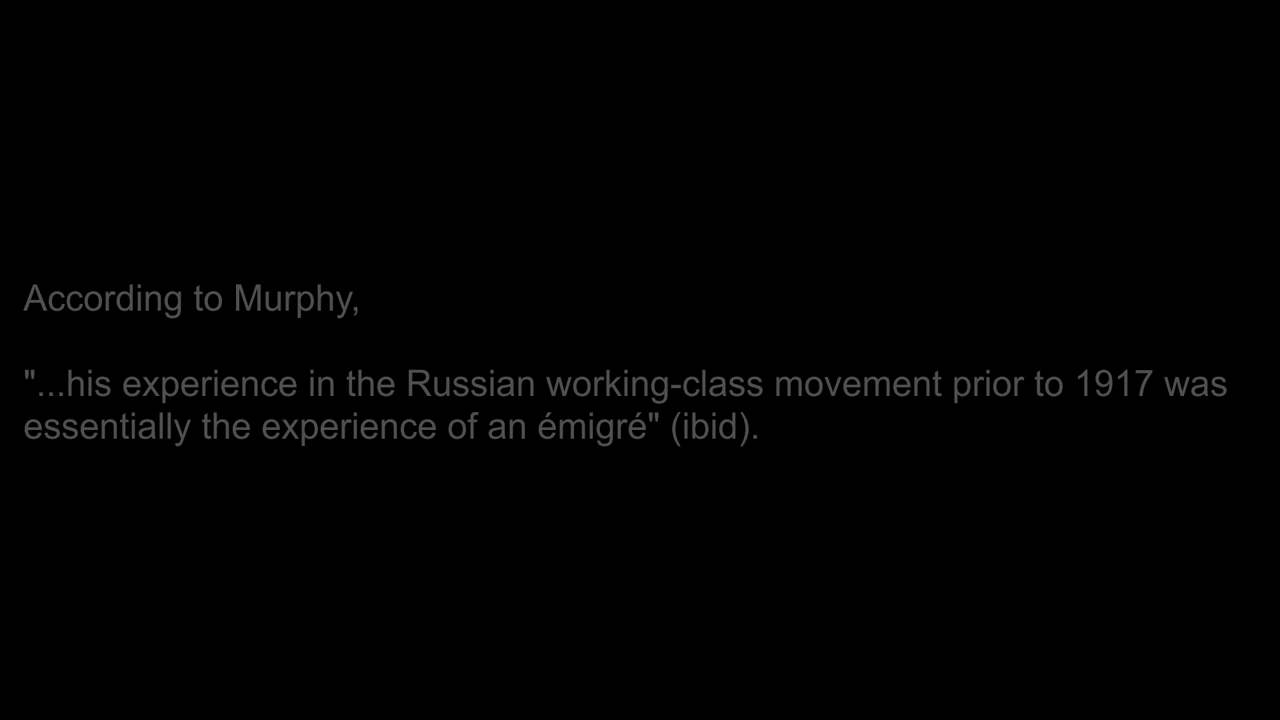 According to Murphy,
"...his experience in the Russian working-class movement prior to 1917 was
essentially the experience of an émigré" (ibid).